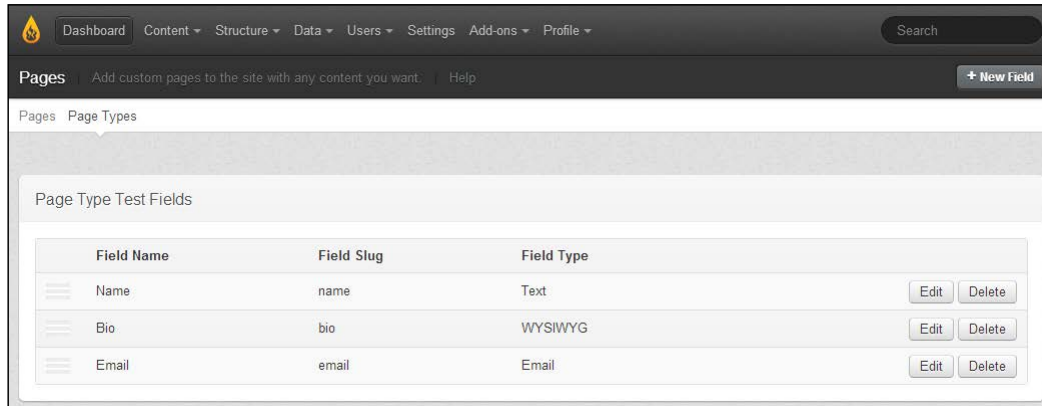 Dashboard Content Structure Data Users Settings Add-ons Profile Search
Pages Add custom pages to the site with any content you want. Help + New Field
Pages Page Types
Page Type Test Fields
Field Name Field Slug Field Type
Name name Text Edit Delete
Bio bio WYSIWYG Edit Delete
Email email Email Edit Delete